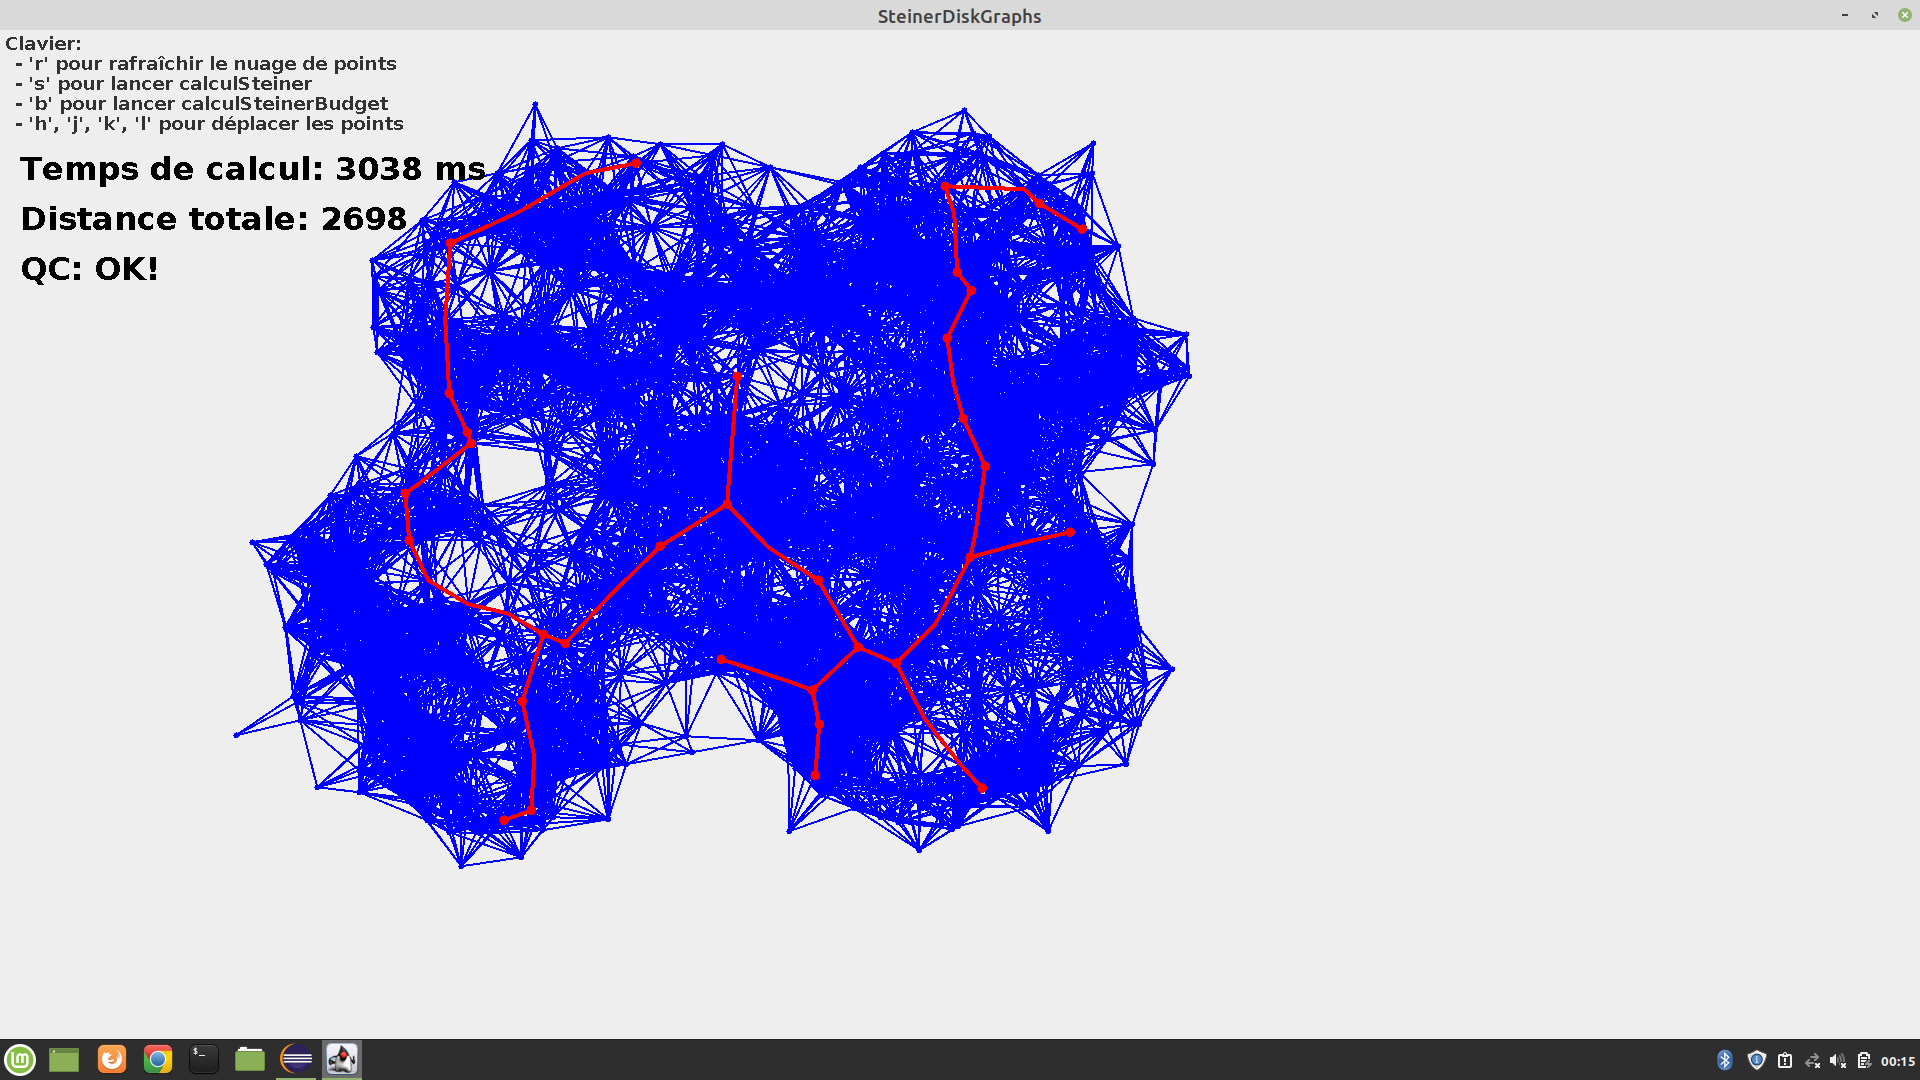 SteinerDiskGraphs
Clavier:
- 'r' pour rafraîchir le nuage de points
- 's' pour lancer calculSteiner
- 'b' pour lancer calculSteinerBudget
- 'h', 'j', 'k', 'l' pour déplacer les points
Temps de calcul: 3038 ms
Distance totale: 2698
QC: OK!
00:15